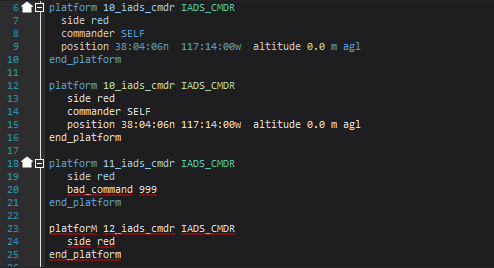 6 platform 10_iads_cmdr IADS_CMDR
7 side red
8 commander SELF
9 position 38:04:06n 117:14:00w altitude 0.0 m agl
10 end_platform
11
12 platform 10_iads_cmdr IADS_CMDR
13 side red
14 commander SELF
15 position 38:04:06n 117:14:00w altitude 0.0 m agl
16 end_platform
17
18 platform 11_iads_cmdr IADS_CMDR
19 side red
20 bad_command 999
21 end_platform
22
23 platforM 12_iads_cmdr IADS_CMDR
24 side red
25 end_platform
26